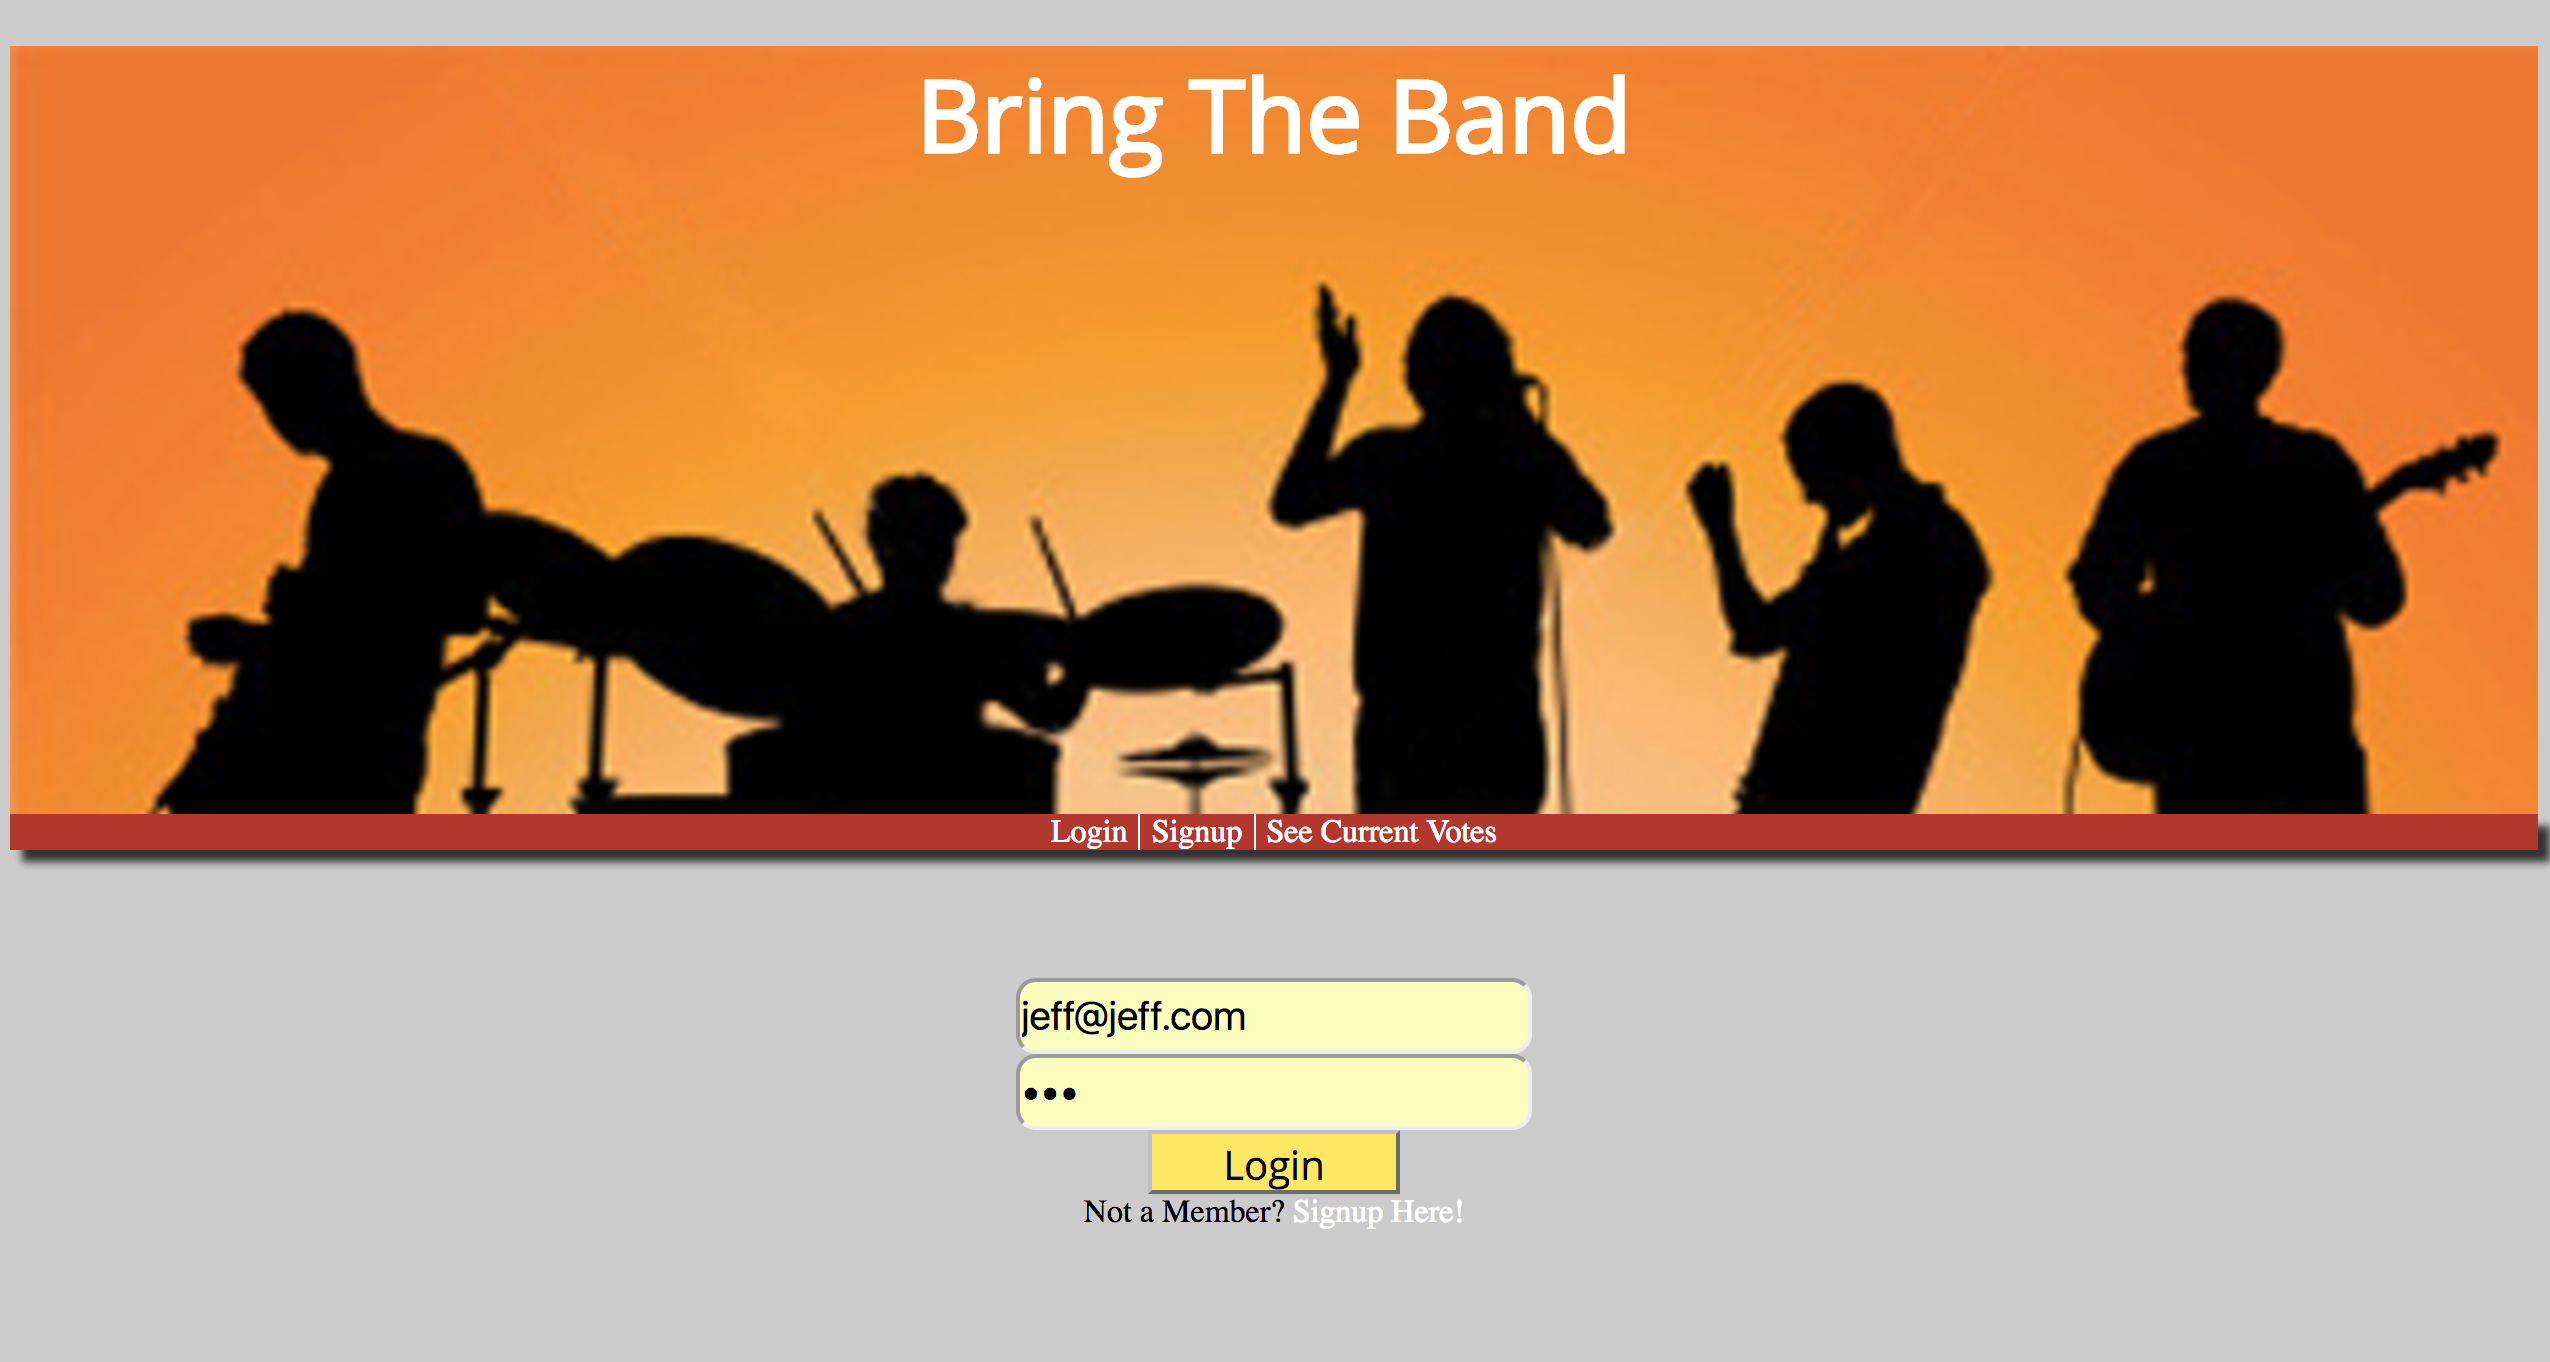 Bring The Band
Login Signup See Current Votes
jeff@jeff.com
•••
Login
Not a Member? Signup Here!